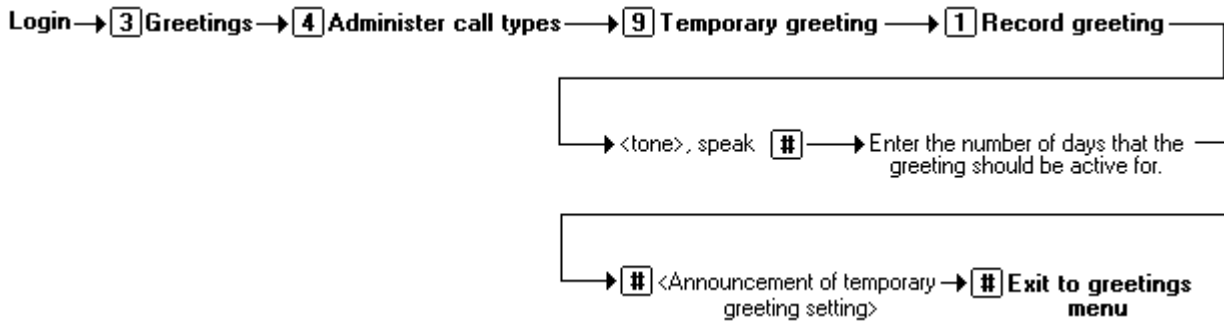 Login 3 Greetings 4 Administer call types 9 Temporary greeting 1 Record greeting
<tone>, speak # Enter the number of days that the
greeting should be active for.
# <Announcement of temporary # Exit to greetings
greeting setting> menu